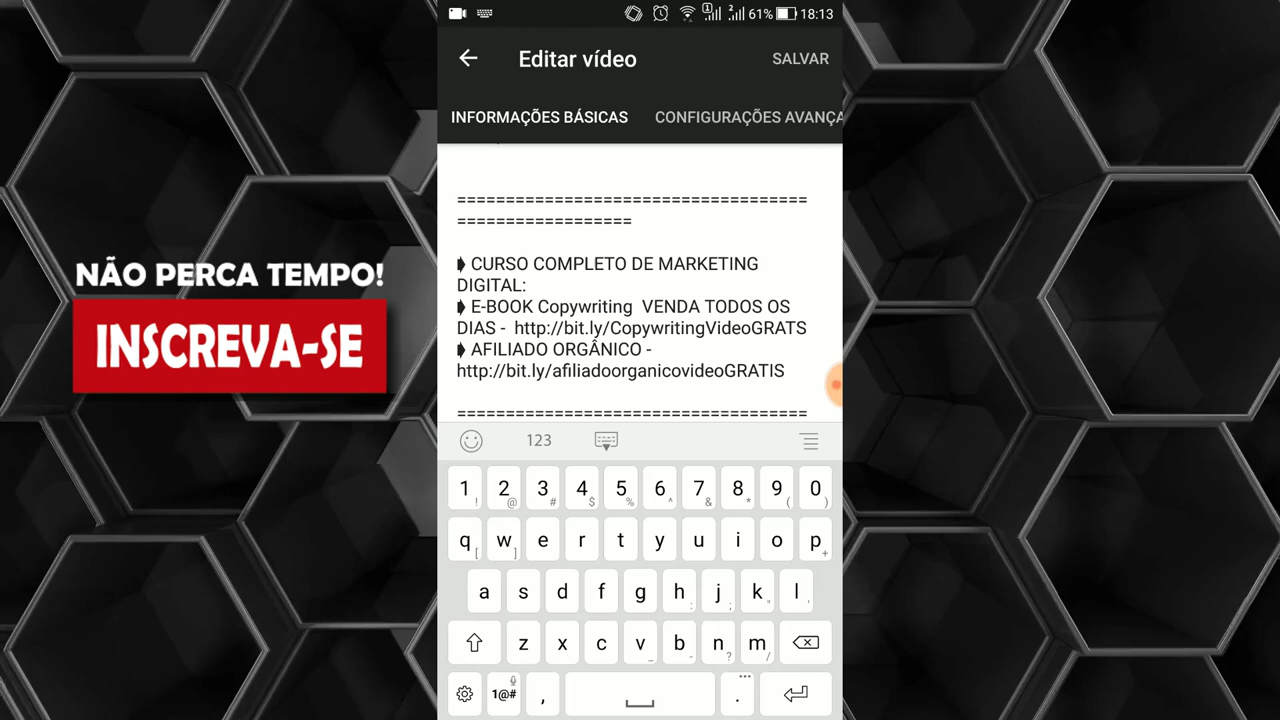 NÃO PERCA TEMPO!
INSCREVA-SE
61% 18:13
Editar vídeo
SALVAR
INFORMAÇÕES BÁSICAS
CONFIGURAÇÕES AVANÇA
====================================
==================
➧ CURSO COMPLETO DE MARKETING
DIGITAL:
➧ E-BOOK Copywriting  VENDA TODOS OS
DIAS -  http://bit.ly/CopywritingVideoGRATS
➧ AFILIADO ORGÂNICO -
http://bit.ly/afiliadoorganicovideoGRATIS
====================================
123
1 ! 2 @ 3 # 4 $ 5 % 6 ^ 7 & 8 * 9 ( 0 )
q [ w ] e r t y u i o p +
a s d f g h : j ; k " l '
z x c v _ b - n ? m /
1@# , . ...